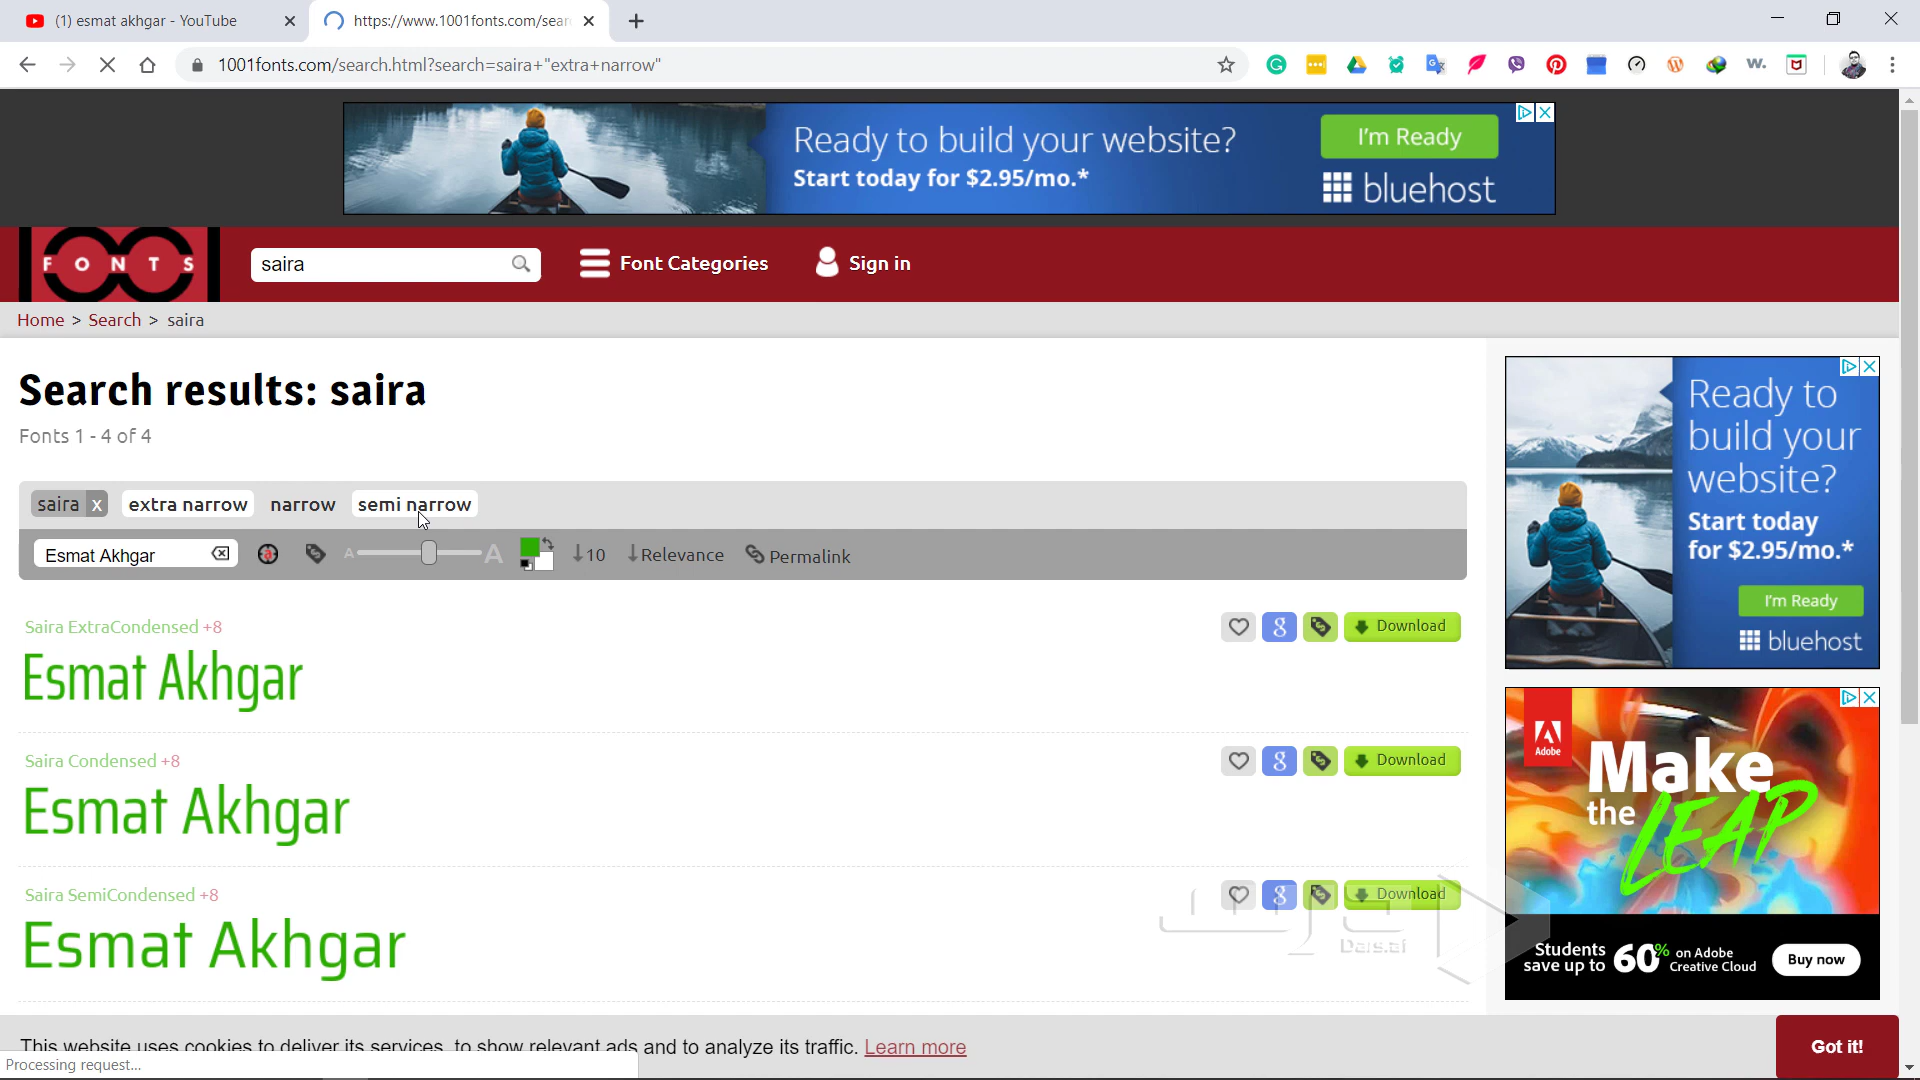 (1) esmat akhgar - YouTube
https://www.1001fonts.com/sear
1001fonts.com/search.html?search=saira+"extra+narrow"
Ready to build your website?
Start today for $2.95/mo.*
I'm Ready
bluehost
FONTS
saira
Font Categories
Sign in
Home > Search > saira
Search results: saira
Fonts 1 - 4 of 4
saira x extra narrow narrow semi narrow
Esmat Akhgar
A A
10
Relevance
Permalink
Saira ExtraCondensed +8
Download
Esmat Akhgar
Saira Condensed +8
Download
Esmat Akhgar
Saira SemiCondensed +8
Download
Esmat Akhgar
Ready to
build your
website?
Start today
for $2.95/mo.*
I'm Ready
bluehost
Adobe
Make
the LEAP
Students
save up to 60% on Adobe
Creative Cloud
Buy now
This website uses cookies to deliver its services, to show relevant ads and to analyze its traffic. Learn more
Got it!
Processing request...